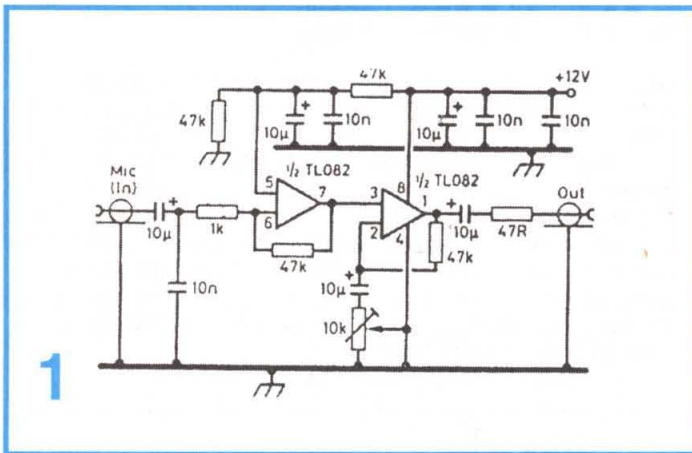 47k
+12V
47k
10µ
+
10n
10µ
+
10n
10n
Mic
(In)
½ TL082
½ TL082
Out
5
7
3
8
1
+
6
2
4
+
10µ
1k
10µ
47R
47k
47k
10n
+
10µ
10k
1